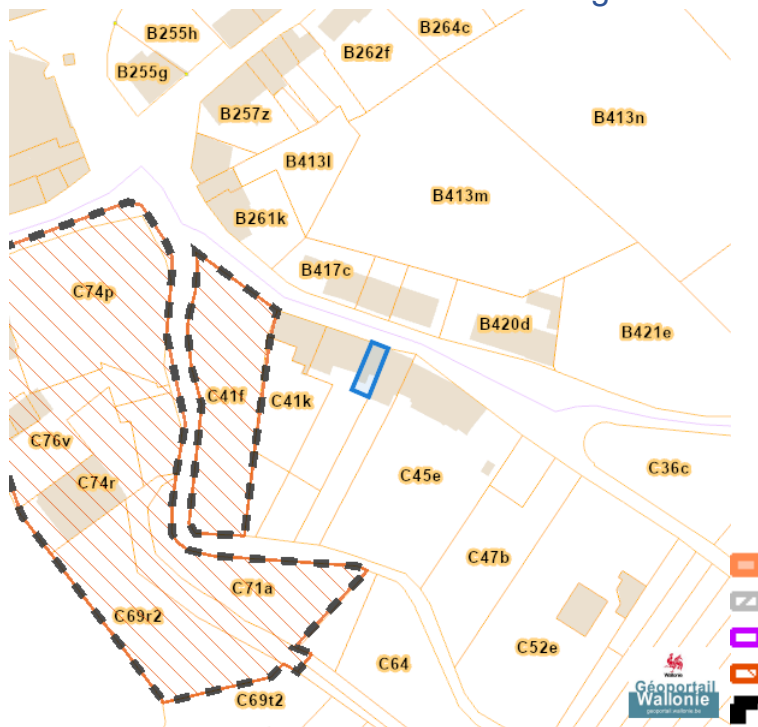 B255h
B264c
B262f
B255g
B257z
B413n
B413l
B413m
B261k
B417c
C74p
B420d
B421e
C41f
C41k
C76v
C36c
C45e
C74r
C47b
C71a
C69r2
C52e
C64
C69t2
Wallonie
Géoportail
Wallonie
geoportail.wallonie.be